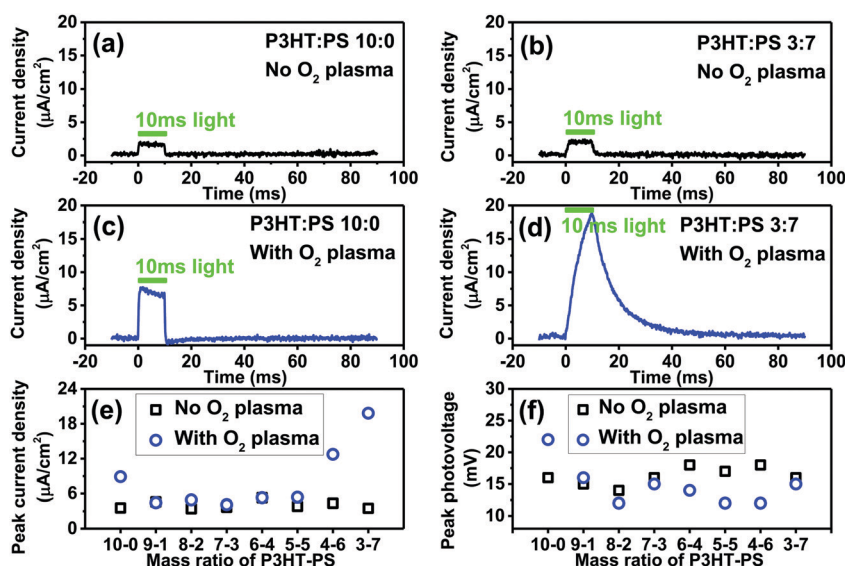 (a)
P3HT:PS 10:0
No O₂ plasma
10ms light
Current density
(μA/cm²)
20
15
10
5
0
-20 0 20 40 60 80 100
Time (ms)
(b)
P3HT:PS 3:7
No O₂ plasma
10ms light
Current density
(μA/cm²)
20
15
10
5
0
-20 0 20 40 60 80 100
Time (ms)
(c)
P3HT:PS 10:0
With O₂ plasma
10ms light
Current density
(μA/cm²)
20
15
10
5
0
-20 0 20 40 60 80 100
Time (ms)
(d)
P3HT:PS 3:7
With O₂ plasma
10 ms light
Current density
(μA/cm²)
20
15
10
5
0
-20 0 20 40 60 80 100
Time (ms)
(e)
No O₂ plasma
With O₂ plasma
Peak current density
(μA/cm²)
24
18
12
6
0
10-0 9-1 8-2 7-3 6-4 5-5 4-6 3-7
Mass ratio of P3HT-PS
(f)
No O₂ plasma
With O₂ plasma
Peak photovoltage
(mV)
30
25
20
15
10-0 9-1 8-2 7-3 6-4 5-5 4-6 3-7
Mass ratio of P3HT-PS